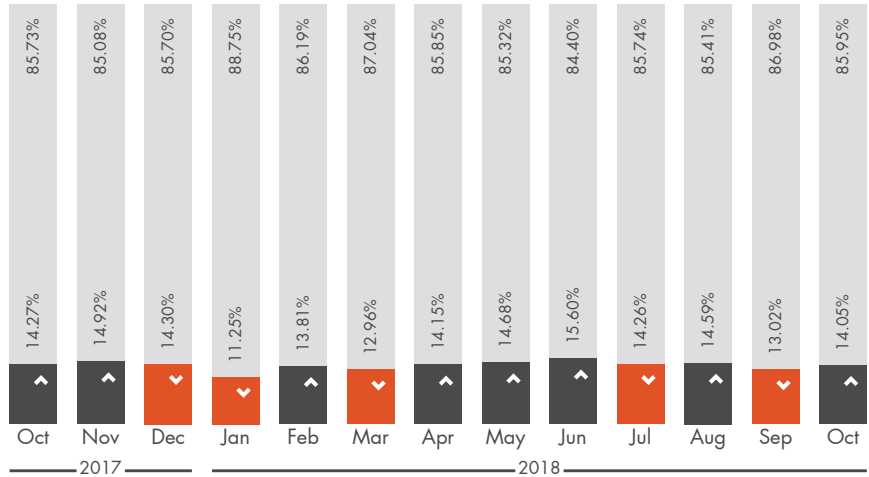 85.73% 85.08% 85.70% 88.75% 86.19% 87.04% 85.85% 85.32% 84.40% 85.74% 85.41% 86.98% 85.95%
14.27% 14.92% 14.30% 11.25% 13.81% 12.96% 14.15% 14.68% 15.60% 14.26% 14.59% 13.02% 14.05%
Oct Nov Dec Jan Feb Mar Apr May Jun Jul Aug Sep Oct
2017 2018